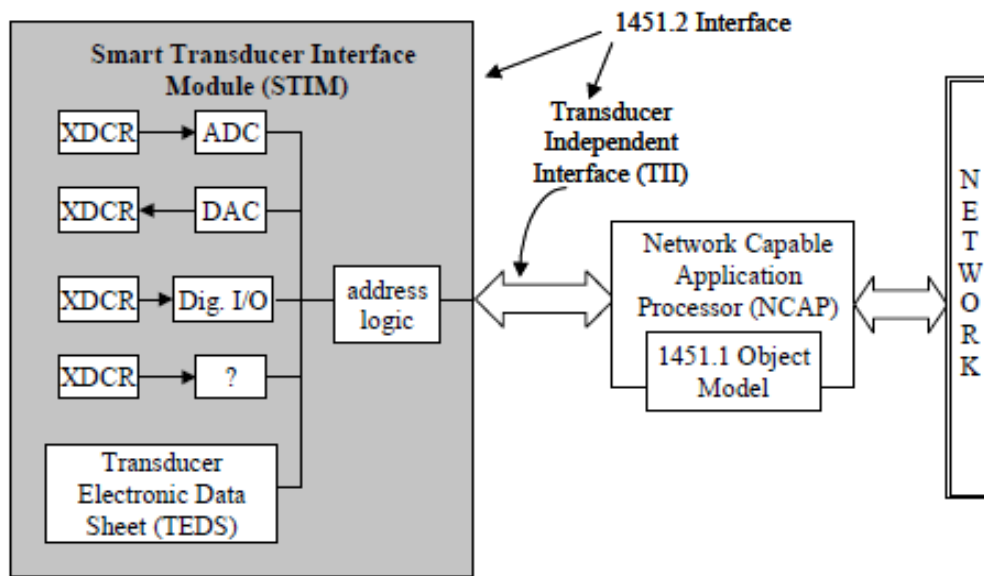 1451.2 Interface
Smart Transducer Interface
Module (STIM)
XDCR
ADC
XDCR
DAC
XDCR
Dig. I/O
XDCR
?
address
logic
Transducer
Electronic Data
Sheet (TEDS)
Transducer
Independent
Interface (TII)
Network Capable
Application
Processor (NCAP)
1451.1 Object
Model
N
E
T
W
O
R
K